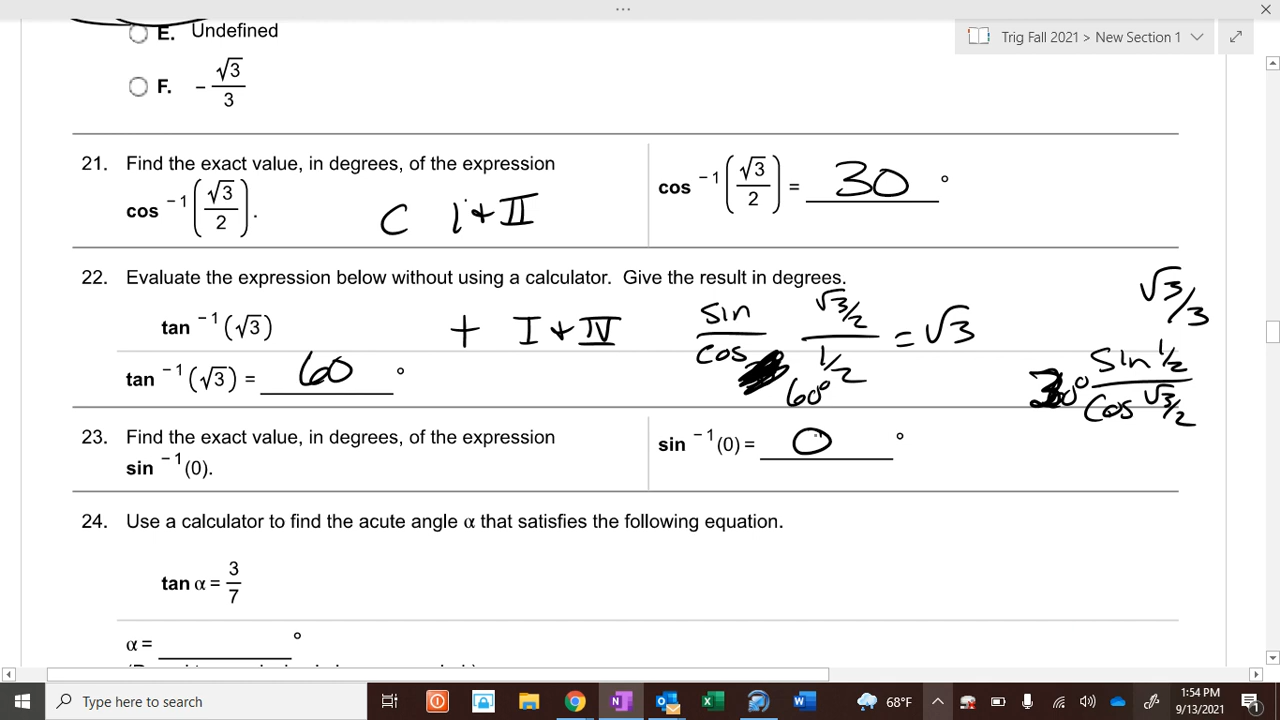 Trig Fall 2021 > New Section 1
E. Undefined
F. -√3/3
21. Find the exact value, in degrees, of the expression
cos⁻¹(√3/2).
C I + II
cos⁻¹(√3/2) = 30 °
22. Evaluate the expression below without using a calculator. Give the result in degrees.
tan⁻¹(√3)
+ I + IV
sin/cos
√3/2 / 1/2 = √3
60°
√3/3
sin 1/2
cos √3/2
tan⁻¹(√3) = 60 °
23. Find the exact value, in degrees, of the expression
sin⁻¹(0).
sin⁻¹(0) = 0 °
24. Use a calculator to find the acute angle α that satisfies the following equation.
tan α = 3/7
α = °
Type here to search
68°F
1:54 PM
9/13/2021